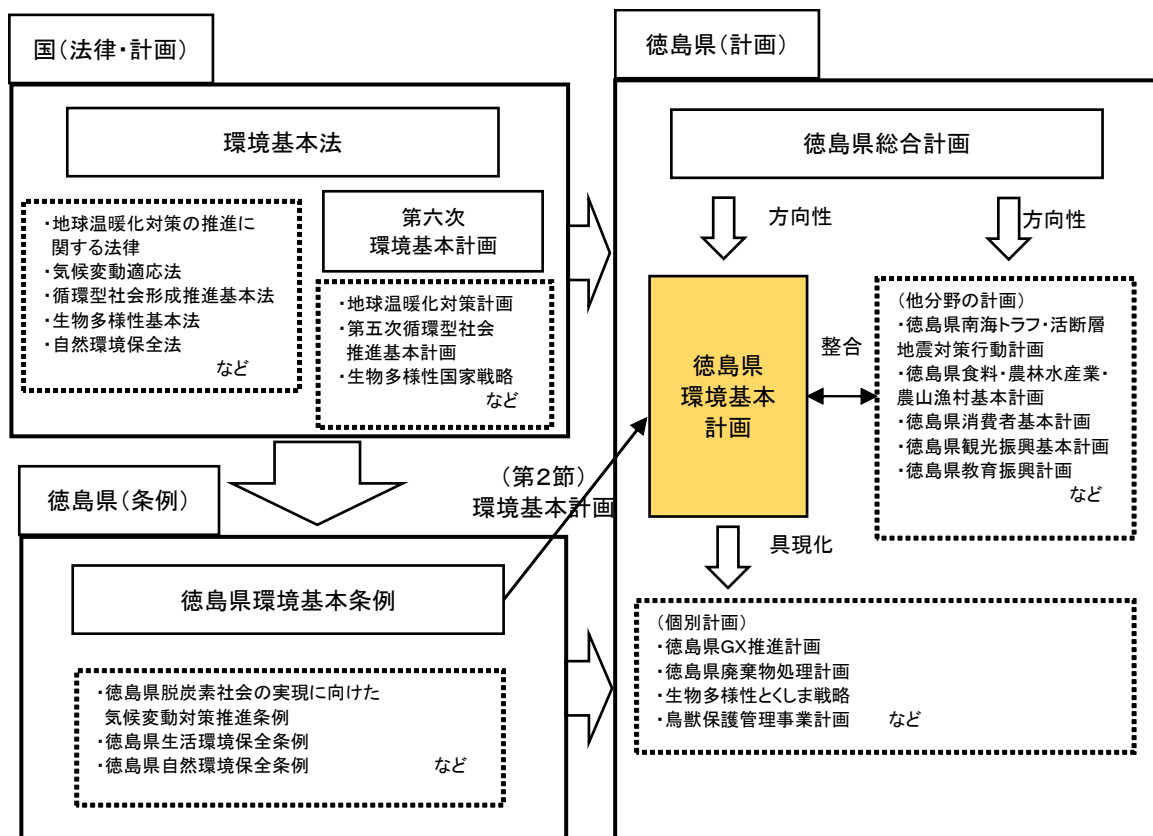 国(法律・計画)
環境基本法
・地球温暖化対策の推進に
関する法律
・気候変動適応法
・循環型社会形成推進基本法
・生物多様性基本法
・自然環境保全法
など
第六次
環境基本計画
・地球温暖化対策計画
・第五次循環型社会
推進基本計画
・生物多様性国家戦略
など
徳島県(条例)
徳島県環境基本条例
・徳島県脱炭素社会の実現に向けた
気候変動対策推進条例
・徳島県生活環境保全条例
・徳島県自然環境保全条例 など
(第2節)
環境基本計画
徳島県(計画)
徳島県総合計画
方向性
方向性
徳島県
環境基本
計画
整合
(他分野の計画)
・徳島県南海トラフ・活断層
地震対策行動計画
・徳島県食料・農林水産業・
農山漁村基本計画
・徳島県消費者基本計画
・徳島県観光振興基本計画
・徳島県教育振興計画
など
具現化
(個別計画)
・徳島県GX推進計画
・徳島県廃棄物処理計画
・生物多様性とくしま戦略
・鳥獣保護管理事業計画 など